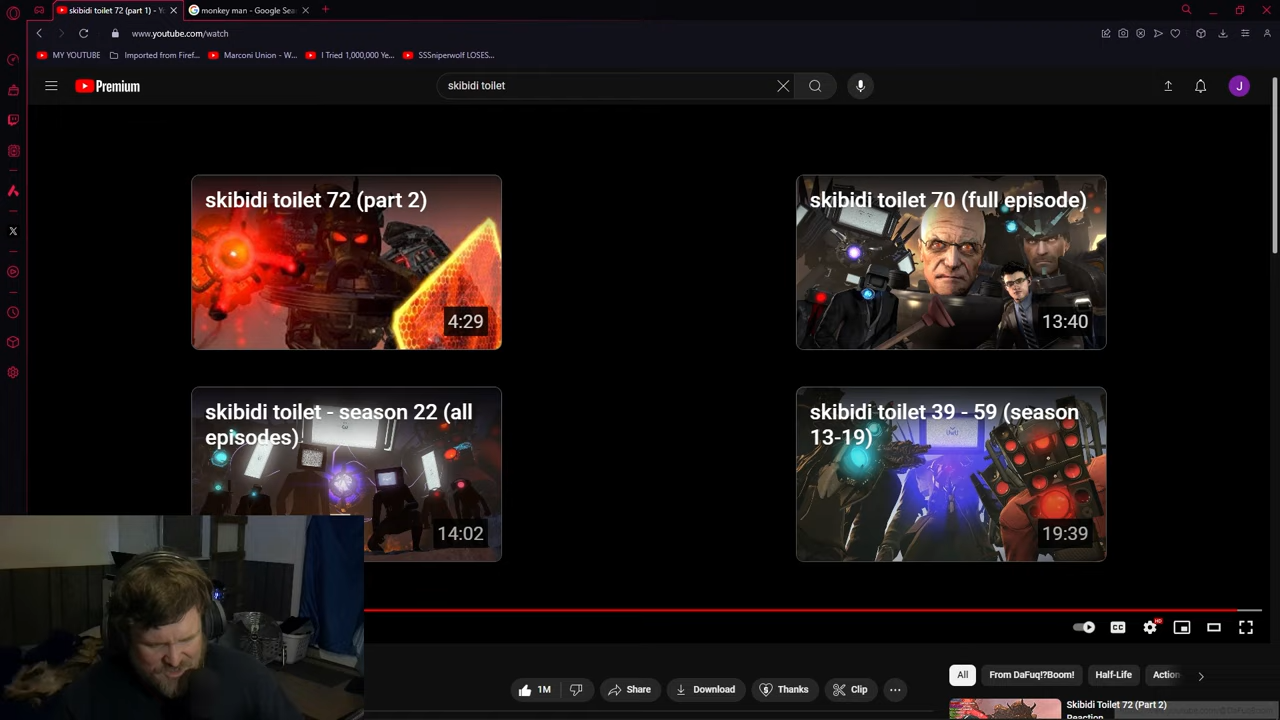 skibidi toilet 72 (part 1) - Yo
monkey man - Google Sea
www.youtube.com/watch
MY YOUTUBE
Imported from Firef...
Marconi Union - W...
I Tried 1,000,000 Ye...
SSSniperwolf LOSES...
Premium
skibidi toilet
J
skibidi toilet 72 (part 2)
4:29
skibidi toilet 70 (full episode)
13:40
skibidi toilet - season 22 (all
episodes)
14:02
skibidi toilet 39 - 59 (season
13-19)
19:39
CC
HD
1M
Share
Download
Thanks
Clip
All
From DaFuq!?Boom!
Half-Life
Action
Skibidi Toilet 72 (Part 2)
Reaction